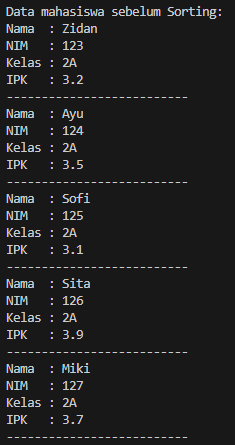 Data mahasiswa sebelum Sorting:
Nama  : Zidan
NIM   : 123
Kelas : 2A
IPK   : 3.2
--------------------------
Nama  : Ayu
NIM   : 124
Kelas : 2A
IPK   : 3.5
--------------------------
Nama  : Sofi
NIM   : 125
Kelas : 2A
IPK   : 3.1
--------------------------
Nama  : Sita
NIM   : 126
Kelas : 2A
IPK   : 3.9
--------------------------
Nama  : Miki
NIM   : 127
Kelas : 2A
IPK   : 3.7
--------------------------